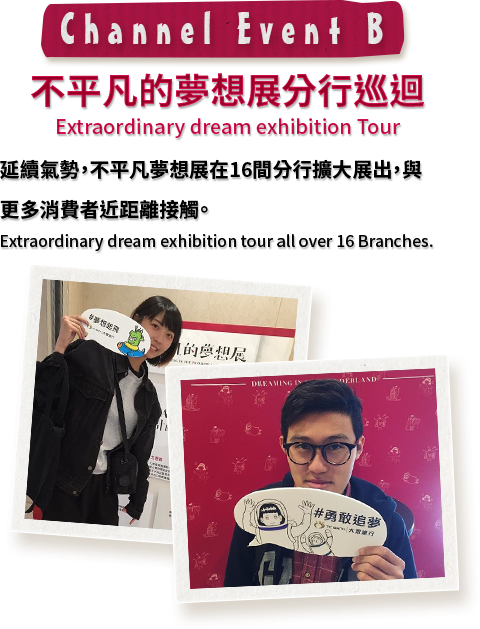 Channel Event B
不平凡的夢想展分行巡迴
Extraordinary dream exhibition Tour
延續氣勢，不平凡夢想展在16間分行擴大展出，與
更多消費者近距離接觸。
Extraordinary dream exhibition tour all over 16 Branches.
#夢想起飛
凡的夢想展
DREAMING IN
DERLAND
#勇敢追夢
大眾銀行